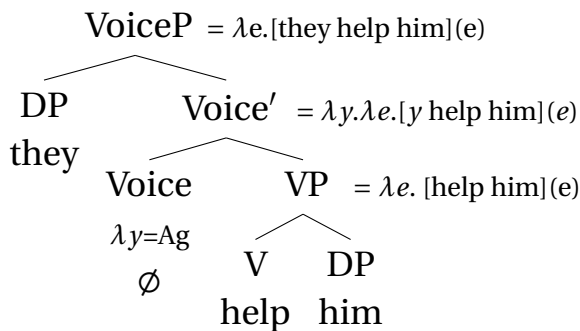 VoiceP = λe.[they help him](e)
DP Voice′ = λy.λe.[y help him](e)
they
Voice VP = λe. [help him](e)
λy=Ag
∅ V DP
help him